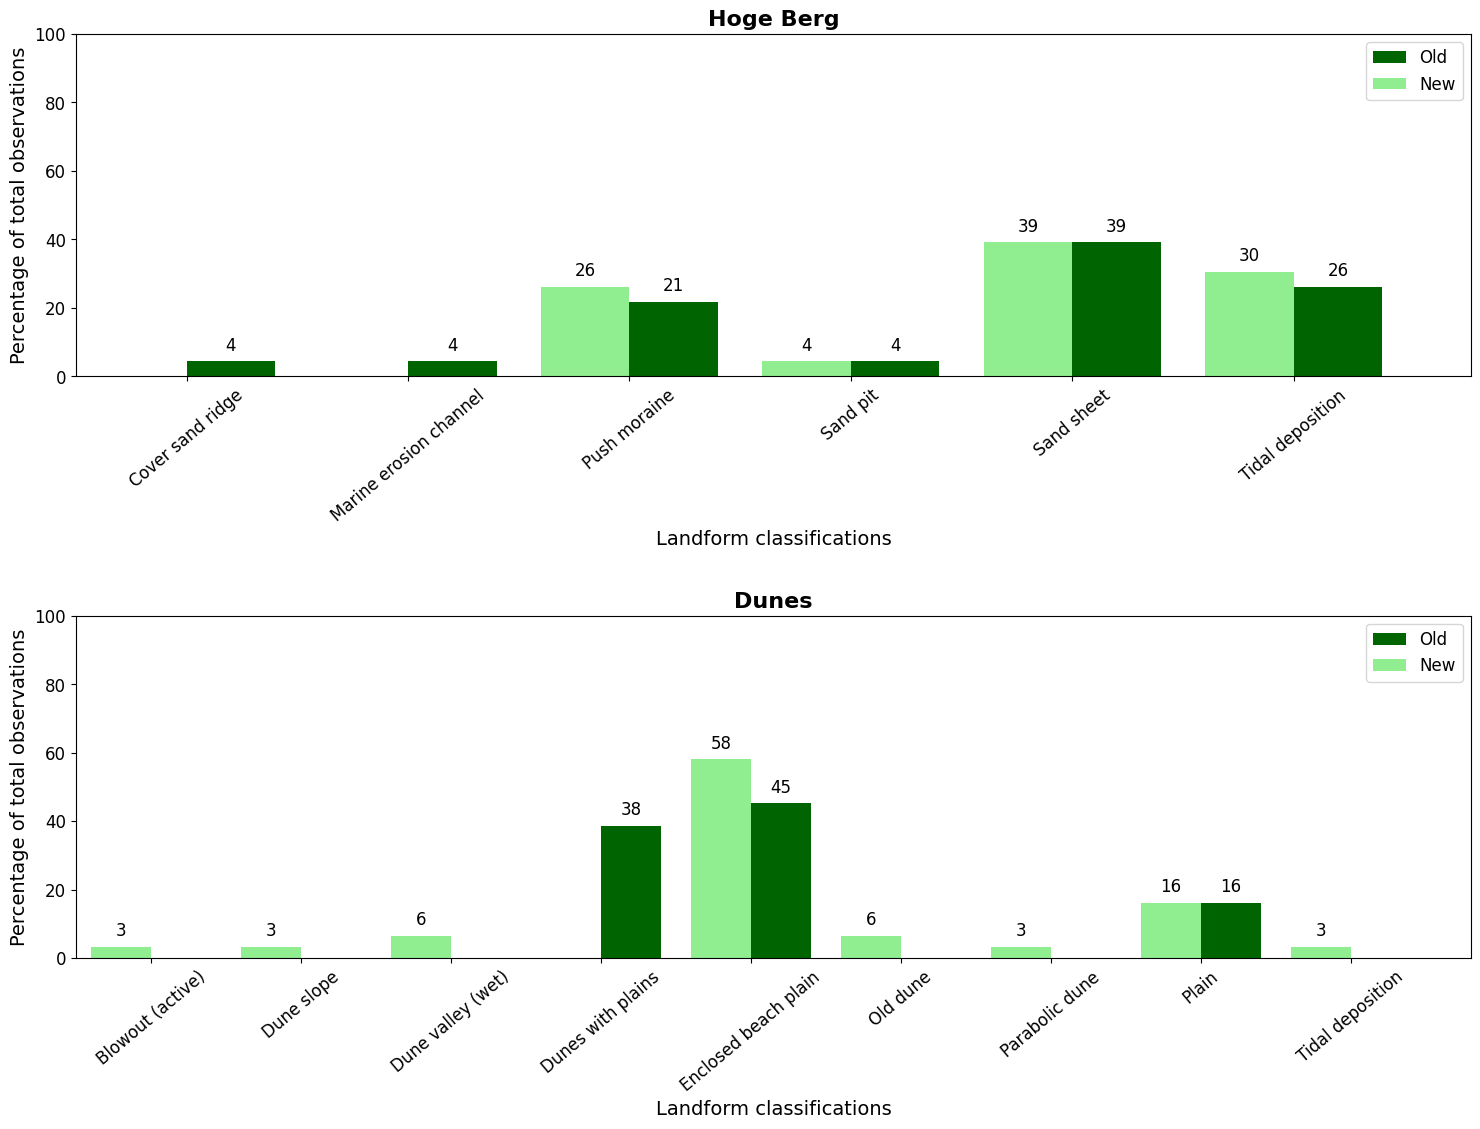 Hoge Berg
Percentage of total observations
100
80
60
40
20
0
Old
New
4
4
26
21
4
4
39
39
30
26
Cover sand ridge
Marine erosion channel
Push moraine
Sand pit
Sand sheet
Tidal deposition
Landform classifications
Dunes
Percentage of total observations
100
80
60
40
20
0
Old
New
3
3
6
38
58
45
6
3
16
16
3
Blowout (active)
Dune slope
Dune valley (wet)
Dunes with plains
Enclosed beach plain
Old dune
Parabolic dune
Plain
Tidal deposition
Landform classifications